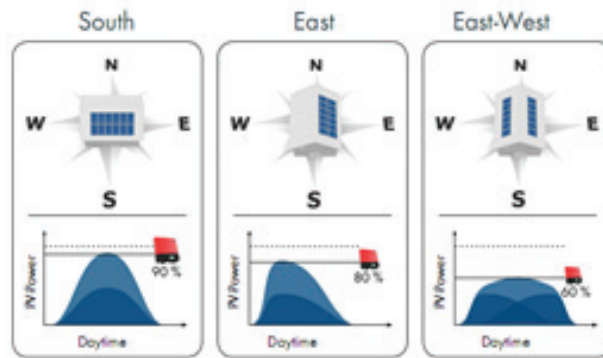 South
N
W
E
S
90 %
PV Power
Daytime
East
N
W
E
S
80 %
PV Power
Daytime
East-West
N
W
E
S
60 %
PV Power
Daytime